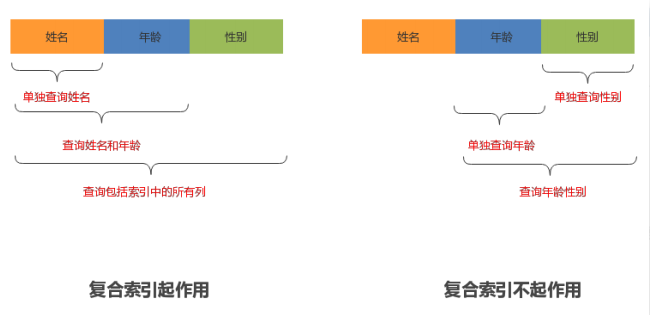 姓名 年龄 性别
单独查询姓名
查询姓名和年龄
查询包括索引中的所有列
复合索引起作用
姓名 年龄 性别
单独查询性别
单独查询年龄
查询年龄性别
复合索引不起作用